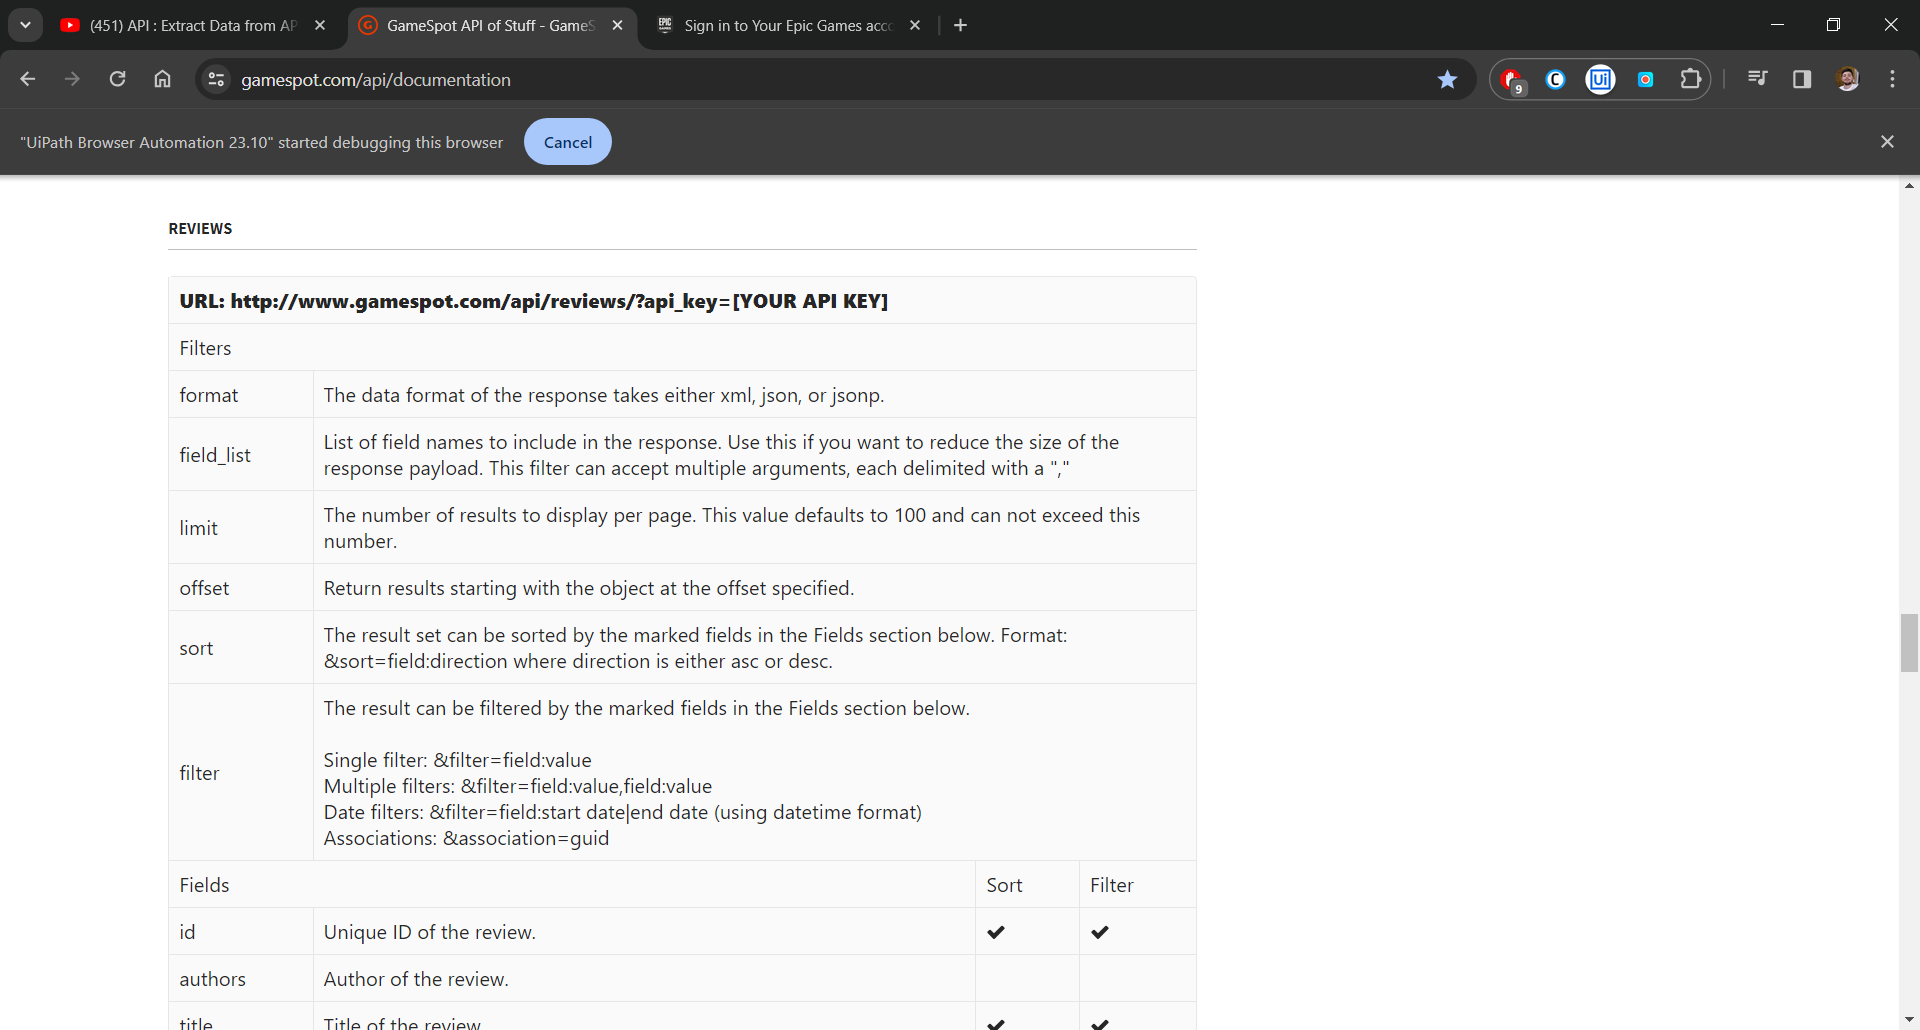 (451) API : Extract Data from AP
GameSpot API of Stuff - GameS
Sign in to Your Epic Games acco
gamespot.com/api/documentation
9
"UiPath Browser Automation 23.10" started debugging this browser
Cancel
REVIEWS
URL: http://www.gamespot.com/api/reviews/?api_key=[YOUR API KEY]
Filters
format
The data format of the response takes either xml, json, or jsonp.
field_list
List of field names to include in the response. Use this if you want to reduce the size of the
response payload. This filter can accept multiple arguments, each delimited with a ","
limit
The number of results to display per page. This value defaults to 100 and can not exceed this
number.
offset
Return results starting with the object at the offset specified.
sort
The result set can be sorted by the marked fields in the Fields section below. Format:
&sort=field:direction where direction is either asc or desc.
filter
The result can be filtered by the marked fields in the Fields section below.
Single filter: &filter=field:value
Multiple filters: &filter=field:value,field:value
Date filters: &filter=field:start date|end date (using datetime format)
Associations: &association=guid
Fields Sort Filter
id Unique ID of the review. ✔ ✔
authors Author of the review.
title Title of the review ✔ ✔